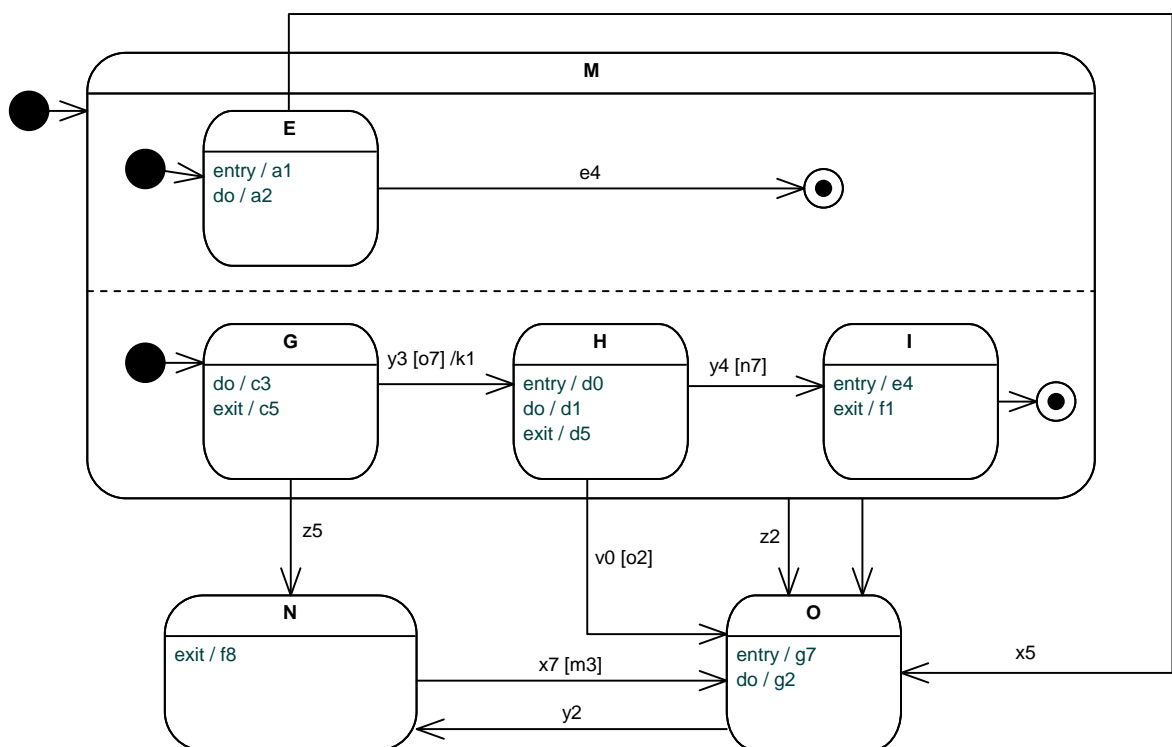 M
E
entry / a1
do / a2
e4
G
do / c3
exit / c5
y3 [o7] /k1
H
entry / d0
do / d1
exit / d5
y4 [n7]
I
entry / e4
exit / f1
z5
v0 [o2]
z2
N
exit / f8
x7 [m3]
y2
O
entry / g7
do / g2
x5